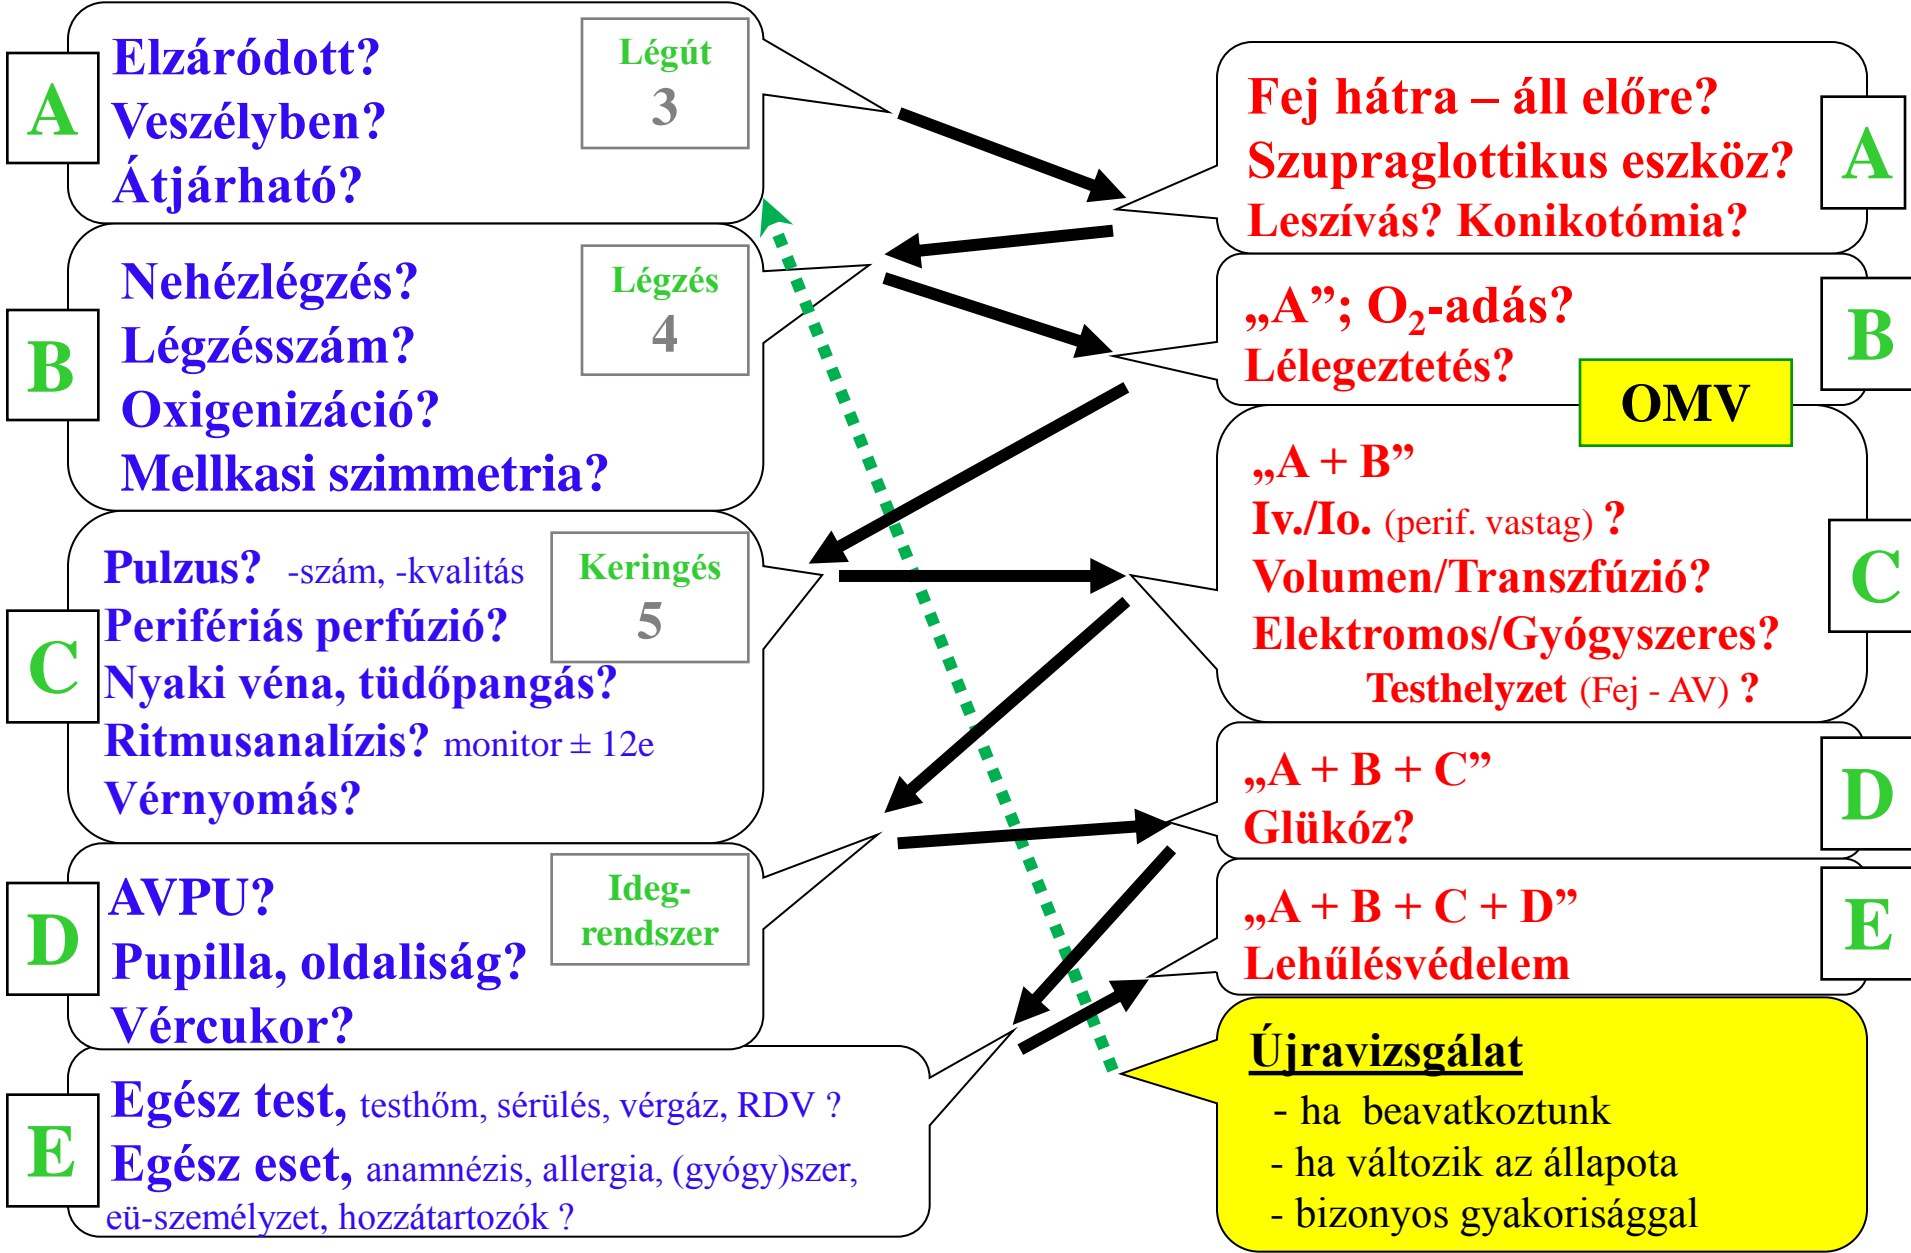 A
Elzáródott?
Veszélyben?
Átjárható?
Légút
3
Fej hátra – áll előre?
Szupraglottikus eszköz?
Leszívás? Konikotómia?
A
B
Nehézlégzés?
Légzésszám?
Oxigenizáció?
Mellkasi szimmetria?
Légzés
4
„A”; O₂-adás?
Lélegeztetés?
B
OMV
C
Pulzus? -szám, -kvalitás
Perifériás perfúzió?
Nyaki véna, tüdőpangás?
Ritmusanalízis? monitor ± 12e
Vérnyomás?
Keringés
5
„A + B”
Iv./Io. (perif. vastag) ?
Volumen/Transzfúzió?
Elektromos/Gyógyszeres?
Testhelyzet (Fej - AV) ?
C
D
AVPU?
Pupilla, oldaliság?
Vércukor?
Ideg-
rendszer
„A + B + C”
Glükóz?
D
E
Egész test, testhőm, sérülés, vérgáz, RDV ?
Egész eset, anamnézis, allergia, (gyógy)szer,
eü-személyzet, hozzátartozók ?
„A + B + C + D”
Lehűlésvédelem
E
Újravizsgálat
- ha beavatkoztunk
- ha változik az állapota
- bizonyos gyakorisággal